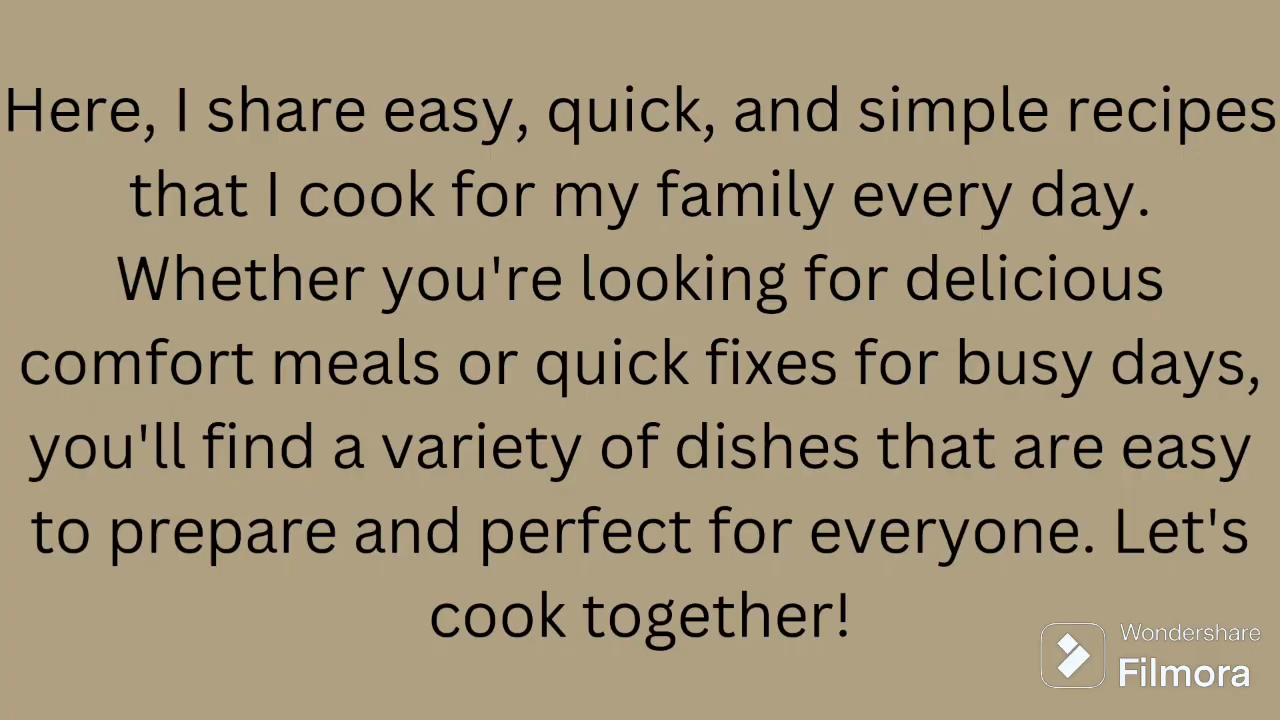 Here, I share easy, quick, and simple recipes
that I cook for my family every day.
Whether you're looking for delicious
comfort meals or quick fixes for busy days,
you'll find a variety of dishes that are easy
to prepare and perfect for everyone. Let's
cook together!
Wondershare
Filmora